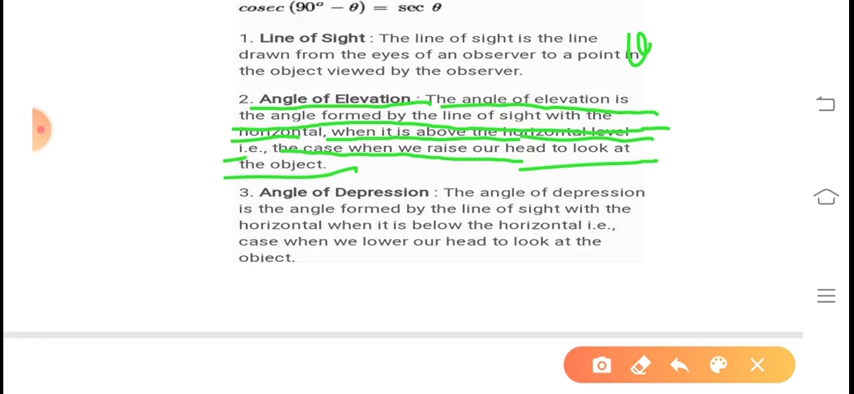 cosec (90° − θ) = sec θ
1. Line of Sight : The line of sight is the line
drawn from the eyes of an observer to a point in
the object viewed by the observer.
2. Angle of Elevation : The angle of elevation is
the angle formed by the line of sight with the
horizontal, when it is above the horizontal level
i.e., the case when we raise our head to look at
the object.
3. Angle of Depression : The angle of depression
is the angle formed by the line of sight with the
horizontal when it is below the horizontal i.e.,
case when we lower our head to look at the
object.